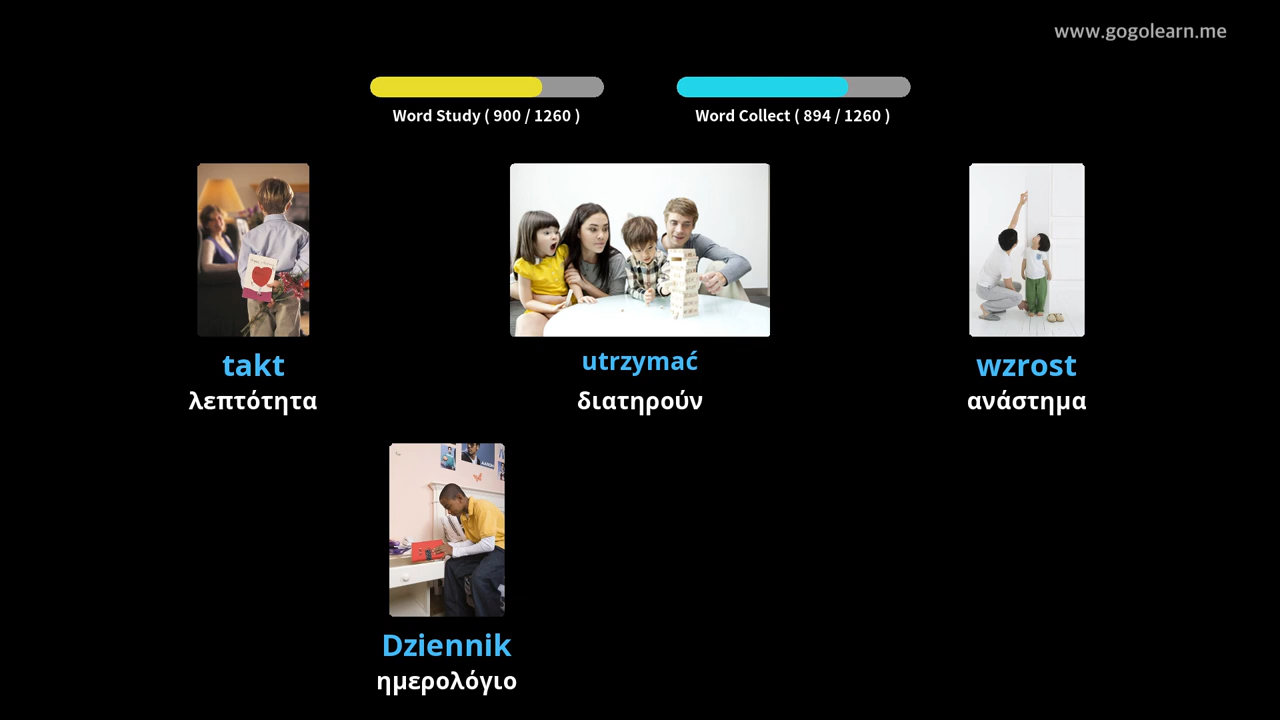 www.gogolearn.me
Word Study ( 900 / 1260 )
Word Collect ( 894 / 1260 )
takt
λεπτότητα
utrzymać
διατηρούν
wzrost
ανάστημα
Dziennik
ημερολόγιο